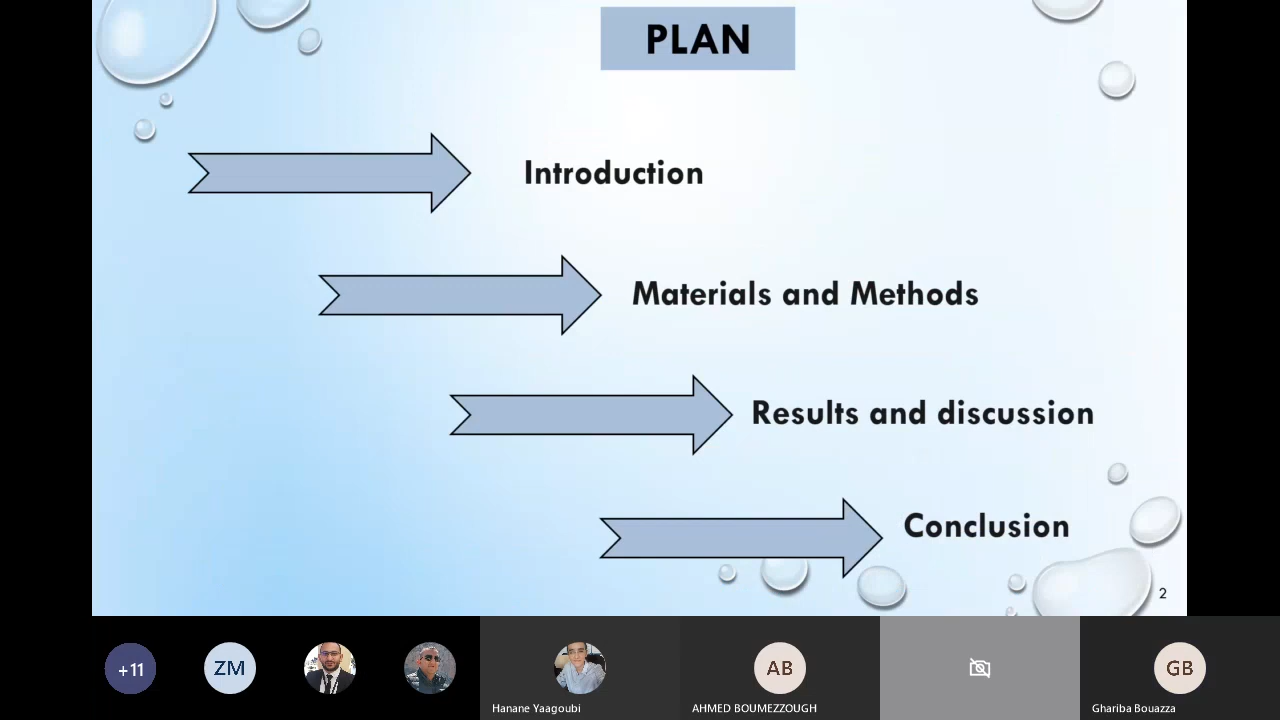 PLAN
Introduction
Materials and Methods
Results and discussion
Conclusion
2
+11
ZM
AB
GB
Hanane Yaagoubi
AHMED BOUMEZZOUGH
Ghariba Bouazza